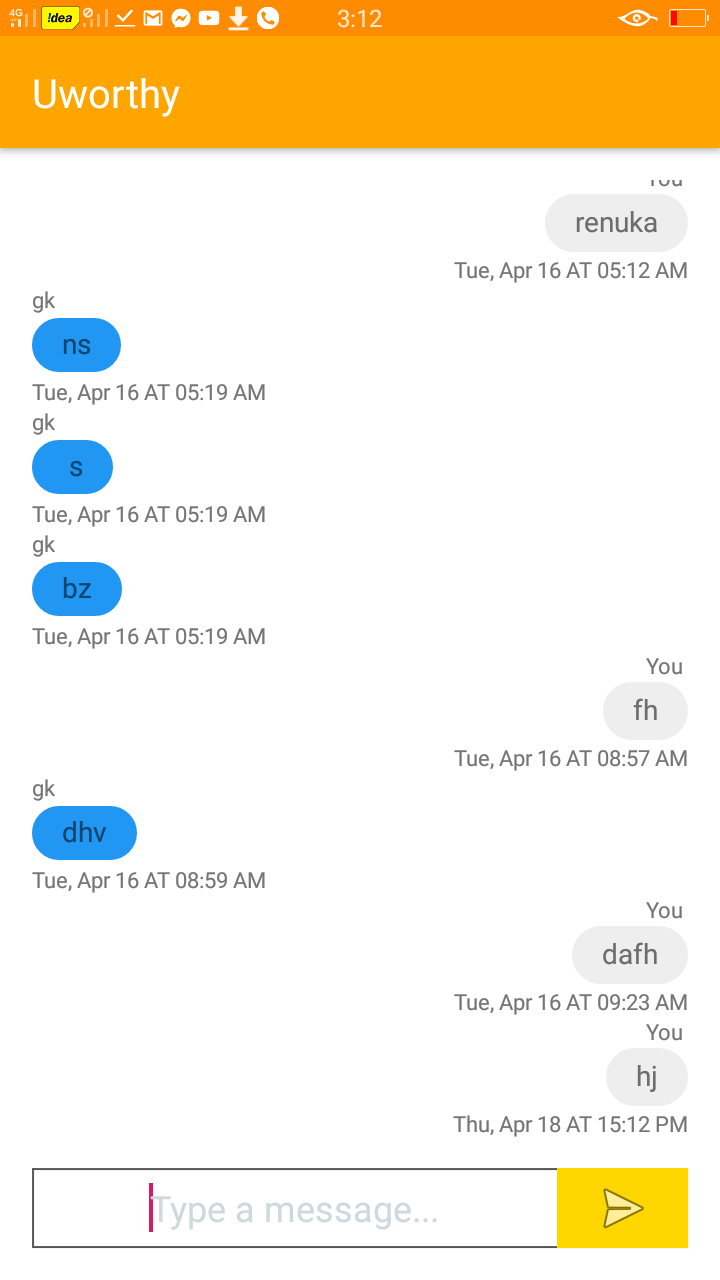 4G !dea 3:12
Uworthy
You
renuka
Tue, Apr 16 AT 05:12 AM
gk
ns
Tue, Apr 16 AT 05:19 AM
gk
s
Tue, Apr 16 AT 05:19 AM
gk
bz
Tue, Apr 16 AT 05:19 AM
You
fh
Tue, Apr 16 AT 08:57 AM
gk
dhv
Tue, Apr 16 AT 08:59 AM
You
dafh
Tue, Apr 16 AT 09:23 AM
You
hj
Thu, Apr 18 AT 15:12 PM
Type a message...